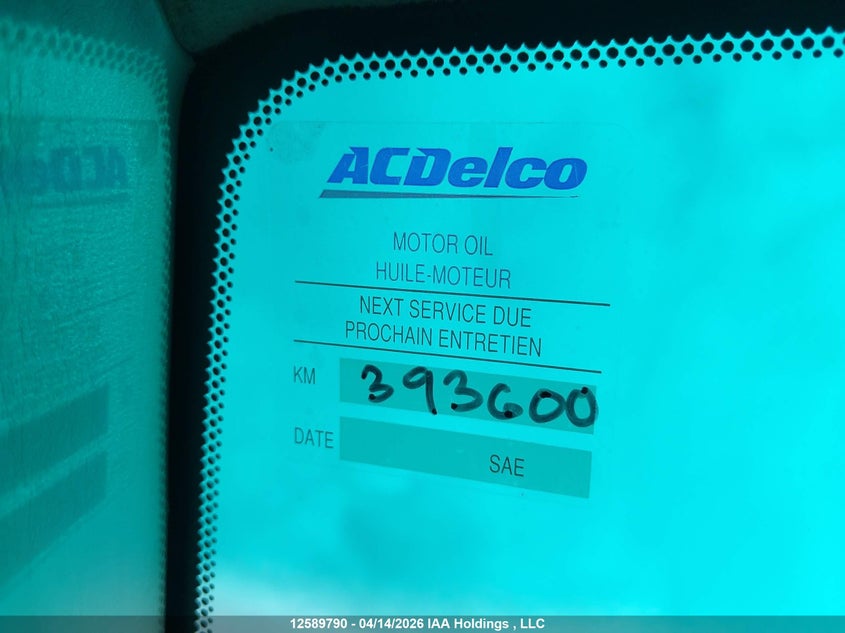 ACDelco
MOTOR OIL
HUILE-MOTEUR
NEXT SERVICE DUE
PROCHAIN ENTRETIEN
KM 393600
DATE
SAE
12589790 - 04/14/2026 IAA Holdings , LLC